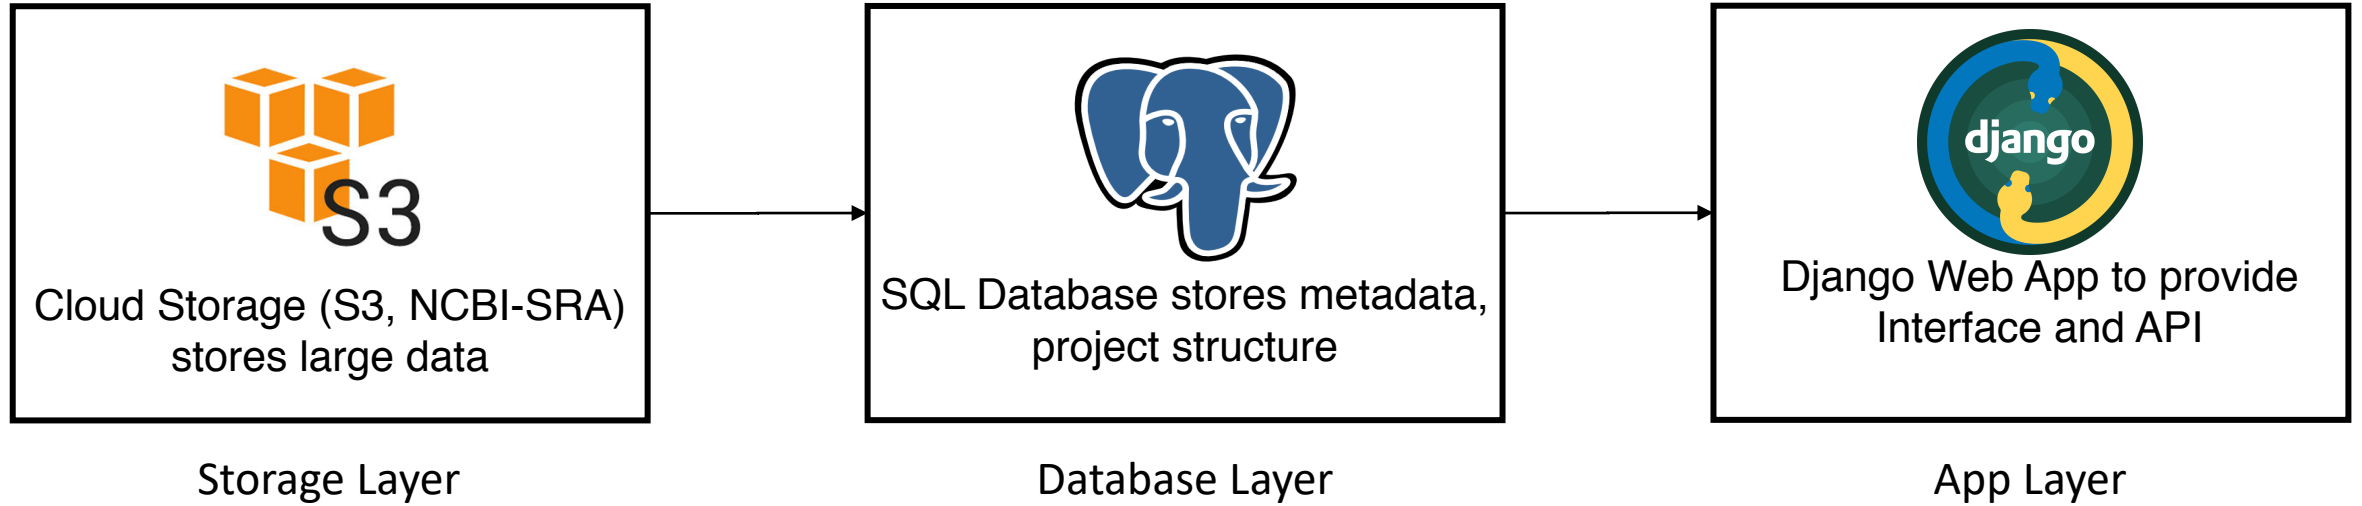 S3
Cloud Storage (S3, NCBI-SRA)
stores large data
Storage Layer
SQL Database stores metadata,
project structure
Database Layer
django
Django Web App to provide
Interface and API
App Layer